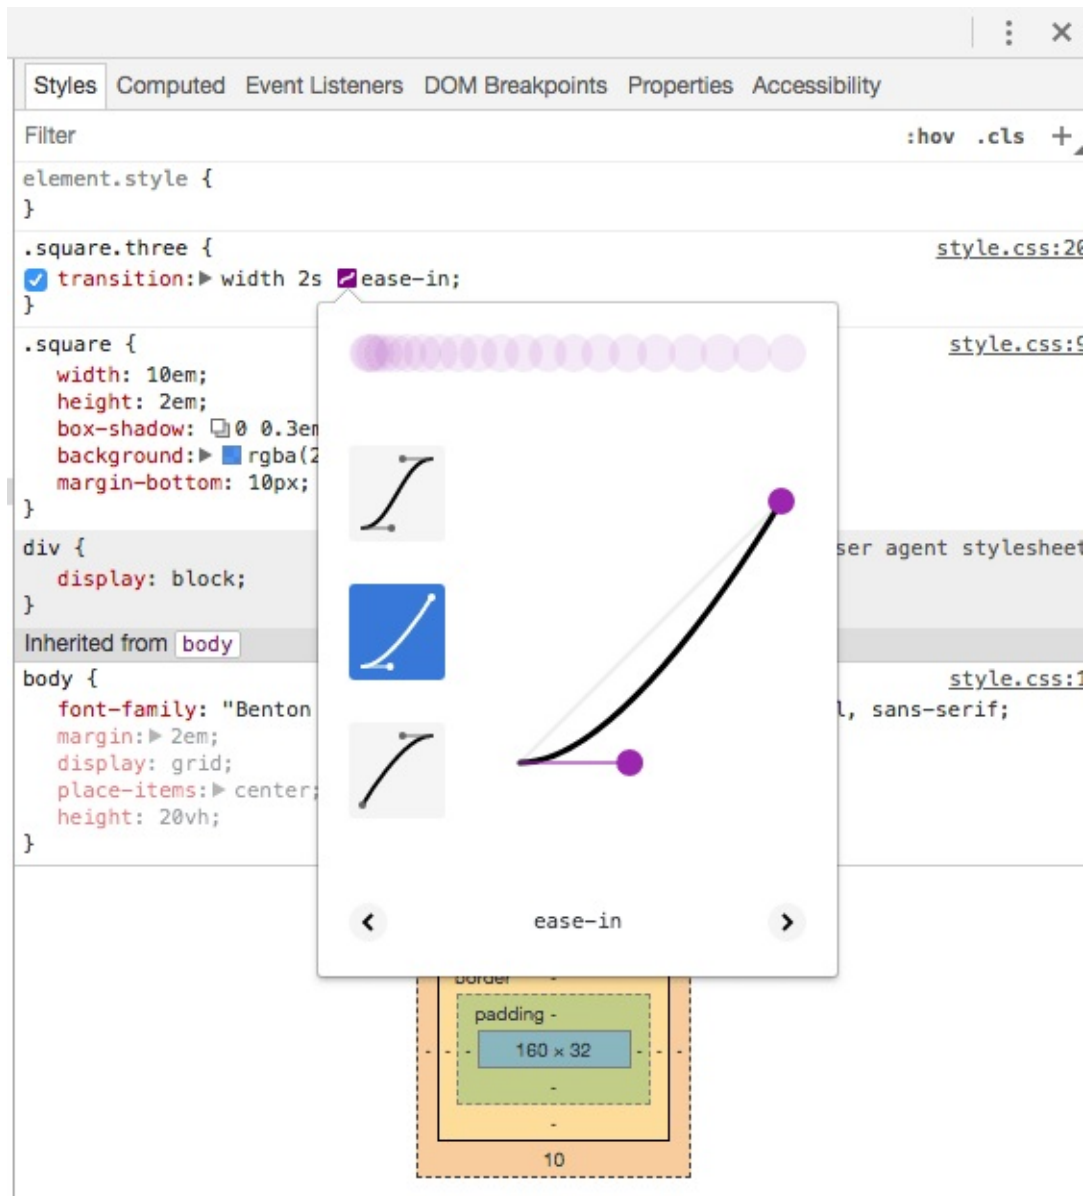 Styles Computed Event Listeners DOM Breakpoints Properties Accessibility
Filter :hov .cls +
element.style {
}
.square.three { style.css:20
transition: width 2s ease-in;
}
.square { style.css:9
width: 10em;
height: 2em;
box-shadow: 0 0.3em
background: rgba(2
margin-bottom: 10px;
}
div { ser agent stylesheet
display: block;
}
Inherited from body
body { style.css:1
font-family: "Benton l, sans-serif;
margin: 2em;
display: grid;
place-items: center;
height: 20vh;
}
ease-in
border -
padding -
- - - 160 × 32 - - -
-
-
10